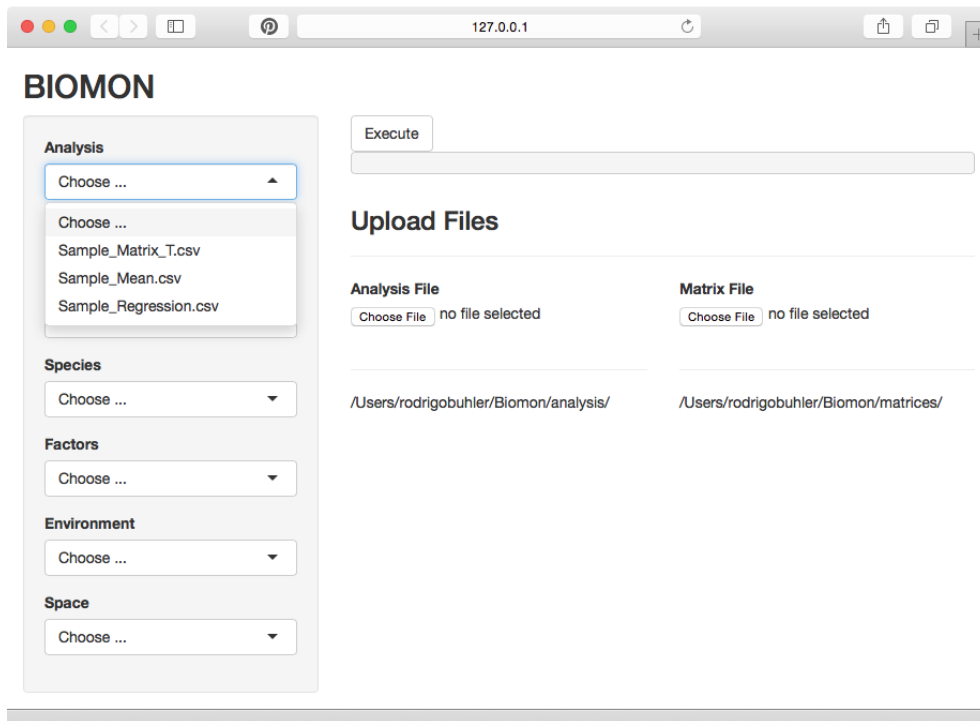 127.0.0.1
BIOMON
Analysis
Choose ...
Choose ...
Sample_Matrix_T.csv
Sample_Mean.csv
Sample_Regression.csv
Species
Choose ...
Factors
Choose ...
Environment
Choose ...
Space
Choose ...
Execute
Upload Files
Analysis File
Choose File no file selected
/Users/rodrigobuhler/Biomon/analysis/
Matrix File
Choose File no file selected
/Users/rodrigobuhler/Biomon/matrices/